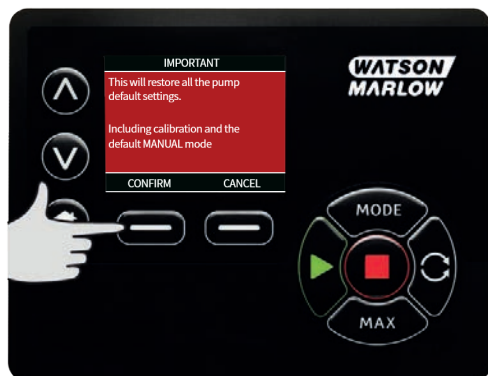 IMPORTANT
This will restore all the pump
default settings.
Including calibration and the
default MANUAL mode
CONFIRM CANCEL
WATSON
MARLOW
MODE
MAX